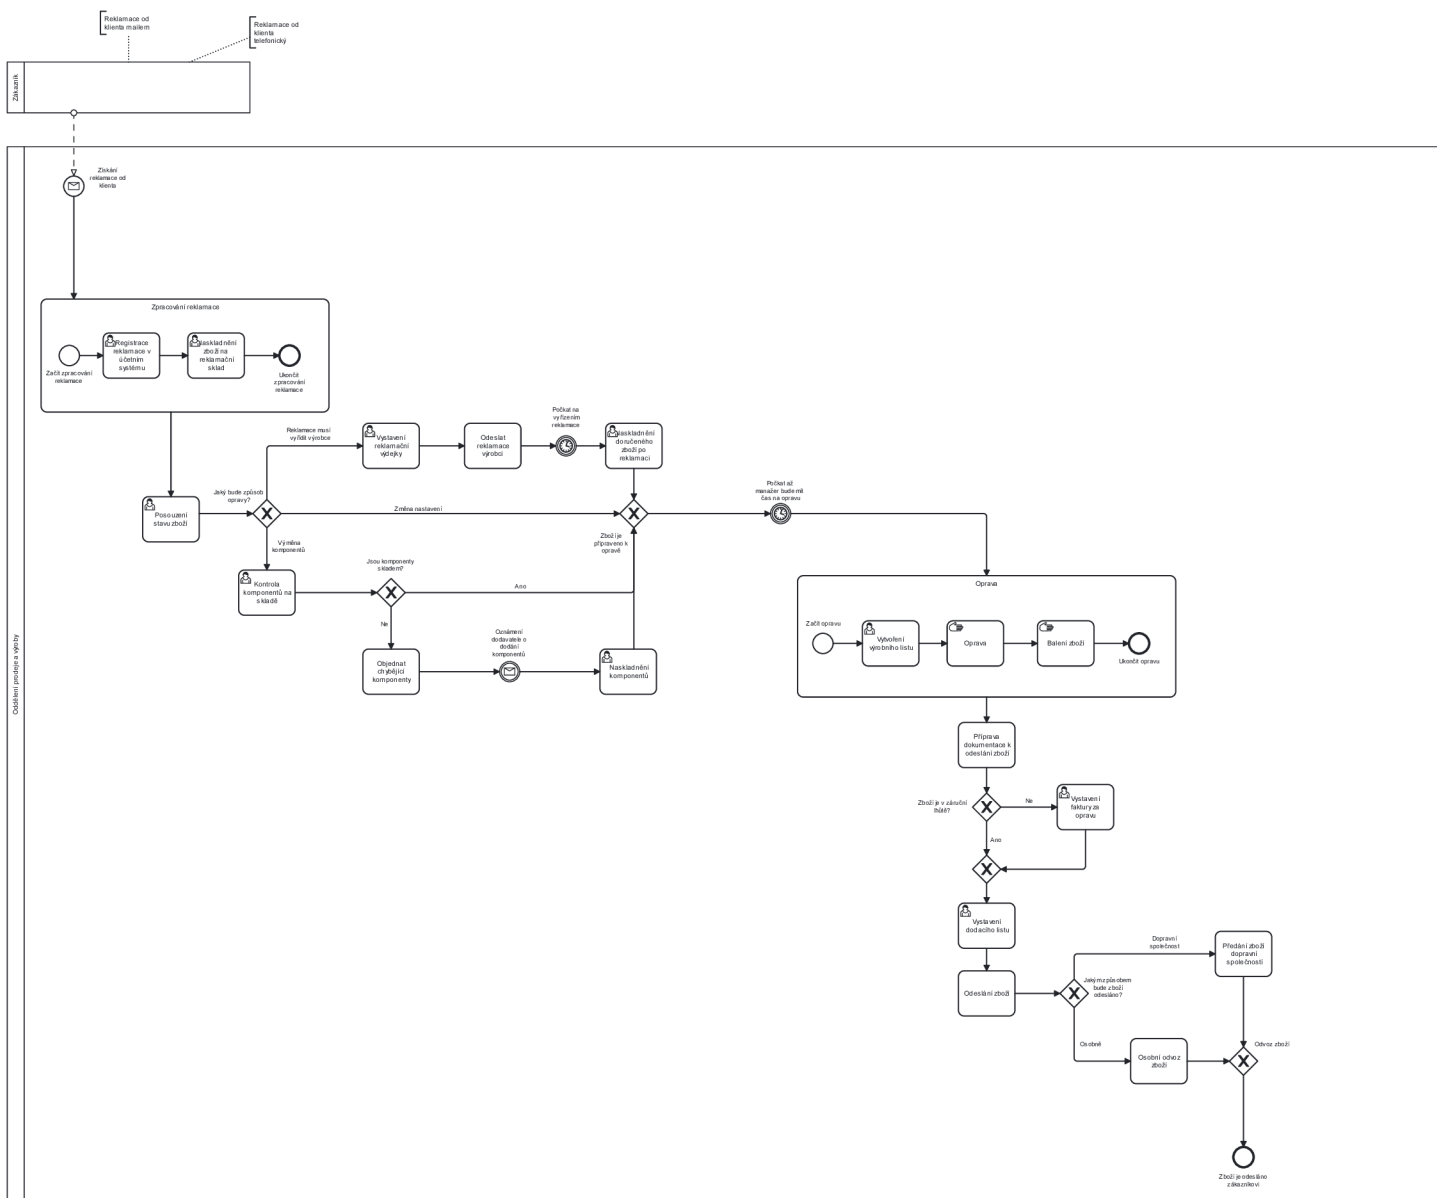 Reklamace od
klienta mailem
Reklamace od
klienta
telefonický
Zákazník
Získání
reklamace od
klienta
Oddělení prodeje a výroby
Zpracování reklamace
Začít zpracování
reklamace
Registrace
reklamace v
účetním
systému
Naskladnění
zboží na
reklamační
sklad
Ukončit
zpracování
reklamace
Posouzení
stavu zboží
Jaký bude způsob
opravy?
Reklamace musí
vyřídit výrobce
Vystavení
reklamační
výdejky
Odeslat
reklamace
výrobci
Počkat na
vyřízením
reklamace
Naskladnění
doručeného
zboží po
reklamaci
Změna nastavení
Výměna
komponentů
Kontrola
komponentů na
skladě
Jsou komponenty
skladem?
Ano
Ne
Objednat
chybějící
komponenty
Oznámení
dodavatele o
dodání
komponentů
Naskladnění
komponentů
Zboží je
připraveno k
opravě
Počkat až
manažer bude mít
čas na opravu
Oprava
Začít opravu
Vytvoření
výrobního listu
Oprava
Balení zboží
Ukončit opravu
Příprava
dokumentace k
odeslání zboží
Zboží je v záruční
lhůtě?
Ne
Vystavení
faktury za
opravu
Ano
Vystavení
dodacího listu
Odeslání zboží
Jakým způsobem
bude zboží
odesláno?
Dopravní
společnost
Předání zboží
dopravní
společnosti
Osobně
Osobní odvoz
zboží
Odvoz zboží
Zboží je odesláno
zákazníkovi